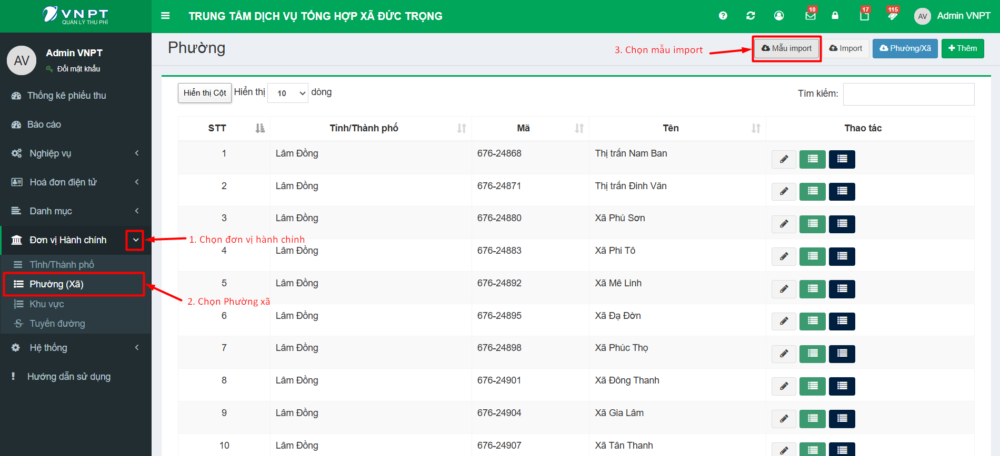 VNPT
QUẢN LÝ THU PHÍ
TRUNG TÂM DỊCH VỤ TỔNG HỢP XÃ ĐỨC TRỌNG
10
17
115
AV
Admin VNPT
AV
Admin VNPT
Đổi mật khẩu
Thống kê phiếu thu
Báo cáo
Nghiệp vụ
Hoá đơn điện tử
Danh mục
Đơn vị Hành chính
Tỉnh/Thành phố
Phường (Xã)
Khu vực
Tuyến đường
Hệ thống
Hướng dẫn sử dụng
1. Chọn đơn vị hành chính
2. Chọn Phường xã
Phường
3. Chọn mẫu import
Mẫu import
Import
Phường/Xã
Thêm
Hiển thị Cột Hiển thị 10 dòng
Tìm kiếm:
STT Tỉnh/Thành phố Mã Tên Thao tác
1 Lâm Đồng 676-24868 Thị trấn Nam Ban
2 Lâm Đồng 676-24871 Thị trấn Đinh Văn
3 Lâm Đồng 676-24880 Xã Phú Sơn
4 Lâm Đồng 676-24883 Xã Phi Tô
5 Lâm Đồng 676-24892 Xã Mê Linh
6 Lâm Đồng 676-24895 Xã Đạ Đờn
7 Lâm Đồng 676-24898 Xã Phúc Thọ
8 Lâm Đồng 676-24901 Xã Đông Thanh
9 Lâm Đồng 676-24904 Xã Gia Lâm
10 Lâm Đồng 676-24907 Xã Tân Thanh